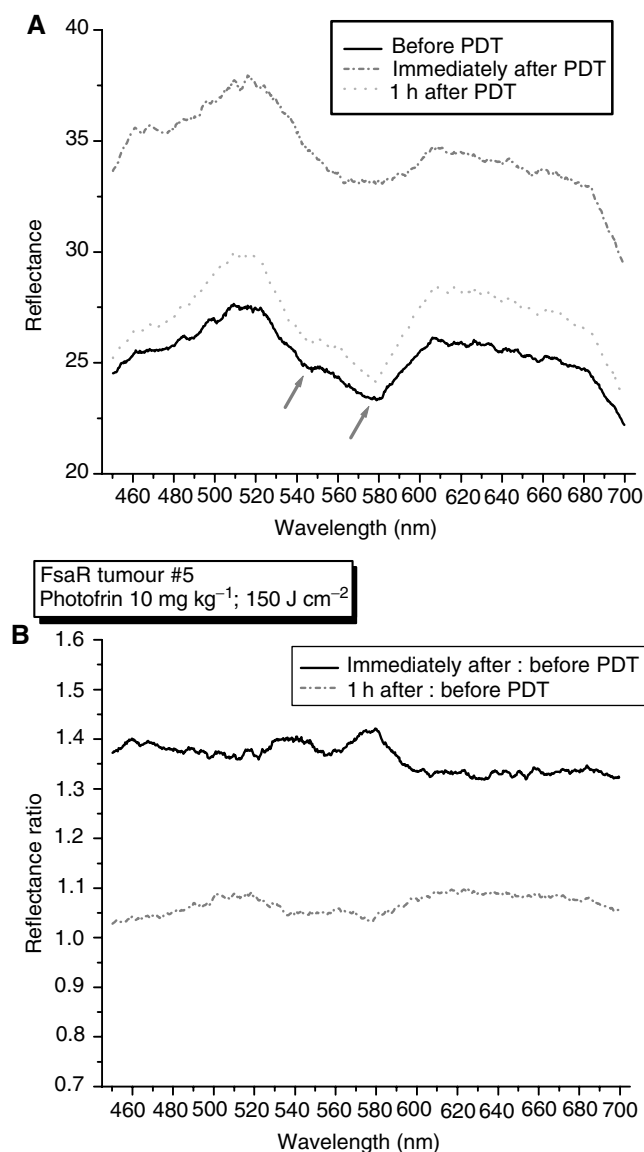 A
Before PDT
Immediately after PDT
1 h after PDT
40
35
30
25
20
Reflectance
460 480 500 520 540 560 580 600 620 640 660 680 700
Wavelength (nm)
FsaR tumour #5
Photofrin 10 mg kg⁻¹; 150 J cm⁻²
B
Immediately after : before PDT
1 h after : before PDT
1.6
1.5
1.4
1.3
1.2
1.1
1.0
0.9
0.8
0.7
Reflectance ratio
460 480 500 520 540 560 580 600 620 640 660 680 700
Wavelength (nm)